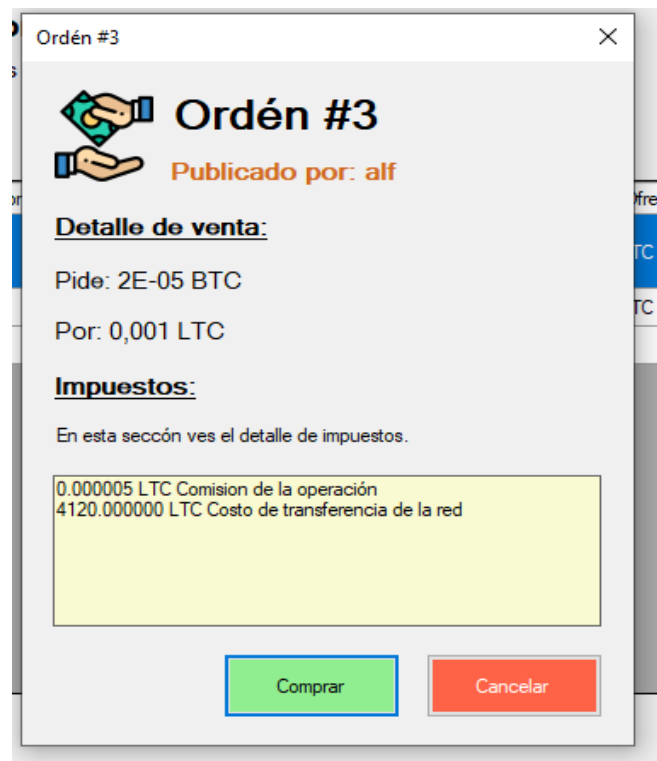 Ordén #3
Ordén #3
Publicado por: alf
Detalle de venta:
Pide: 2E-05 BTC
Por: 0,001 LTC
Impuestos:
En esta seccón ves el detalle de impuestos.
0.000005 LTC Comision de la operación
4120.000000 LTC Costo de transferencia de la red
Comprar
Cancelar